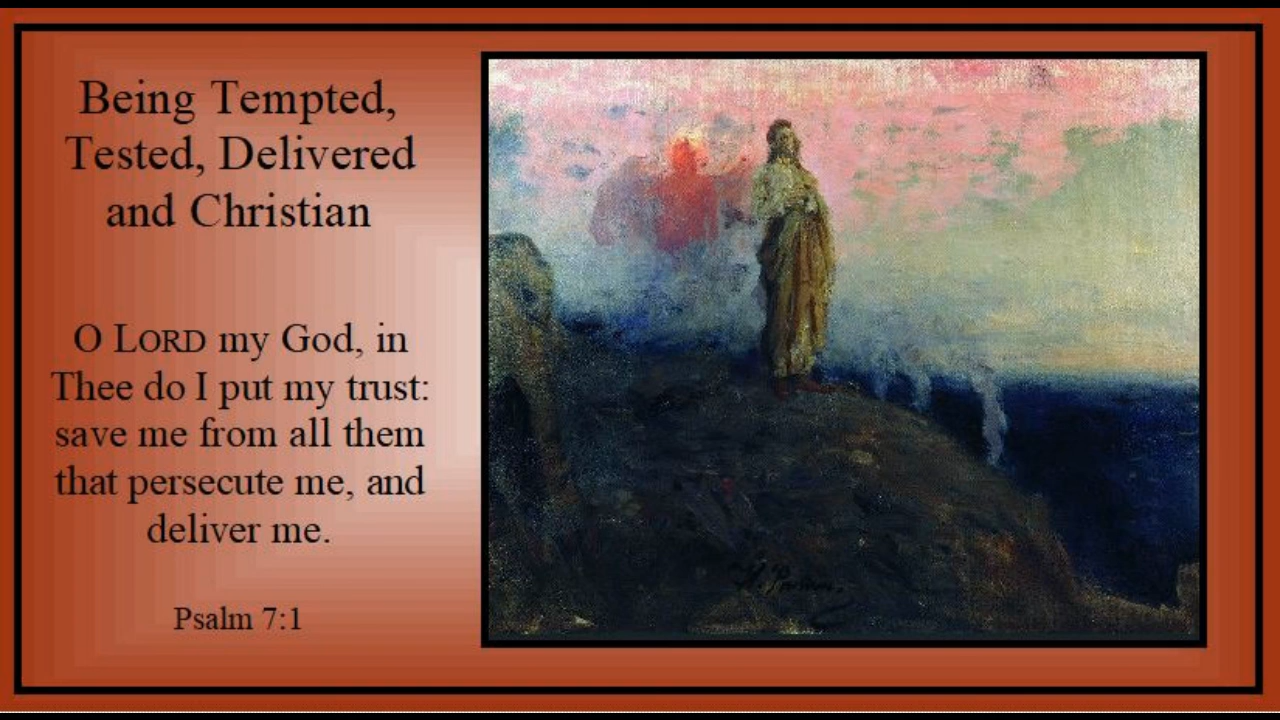 Being Tempted,
Tested, Delivered
and Christian
O LORD my God, in
Thee do I put my trust:
save me from all them
that persecute me, and
deliver me.
Psalm 7:1